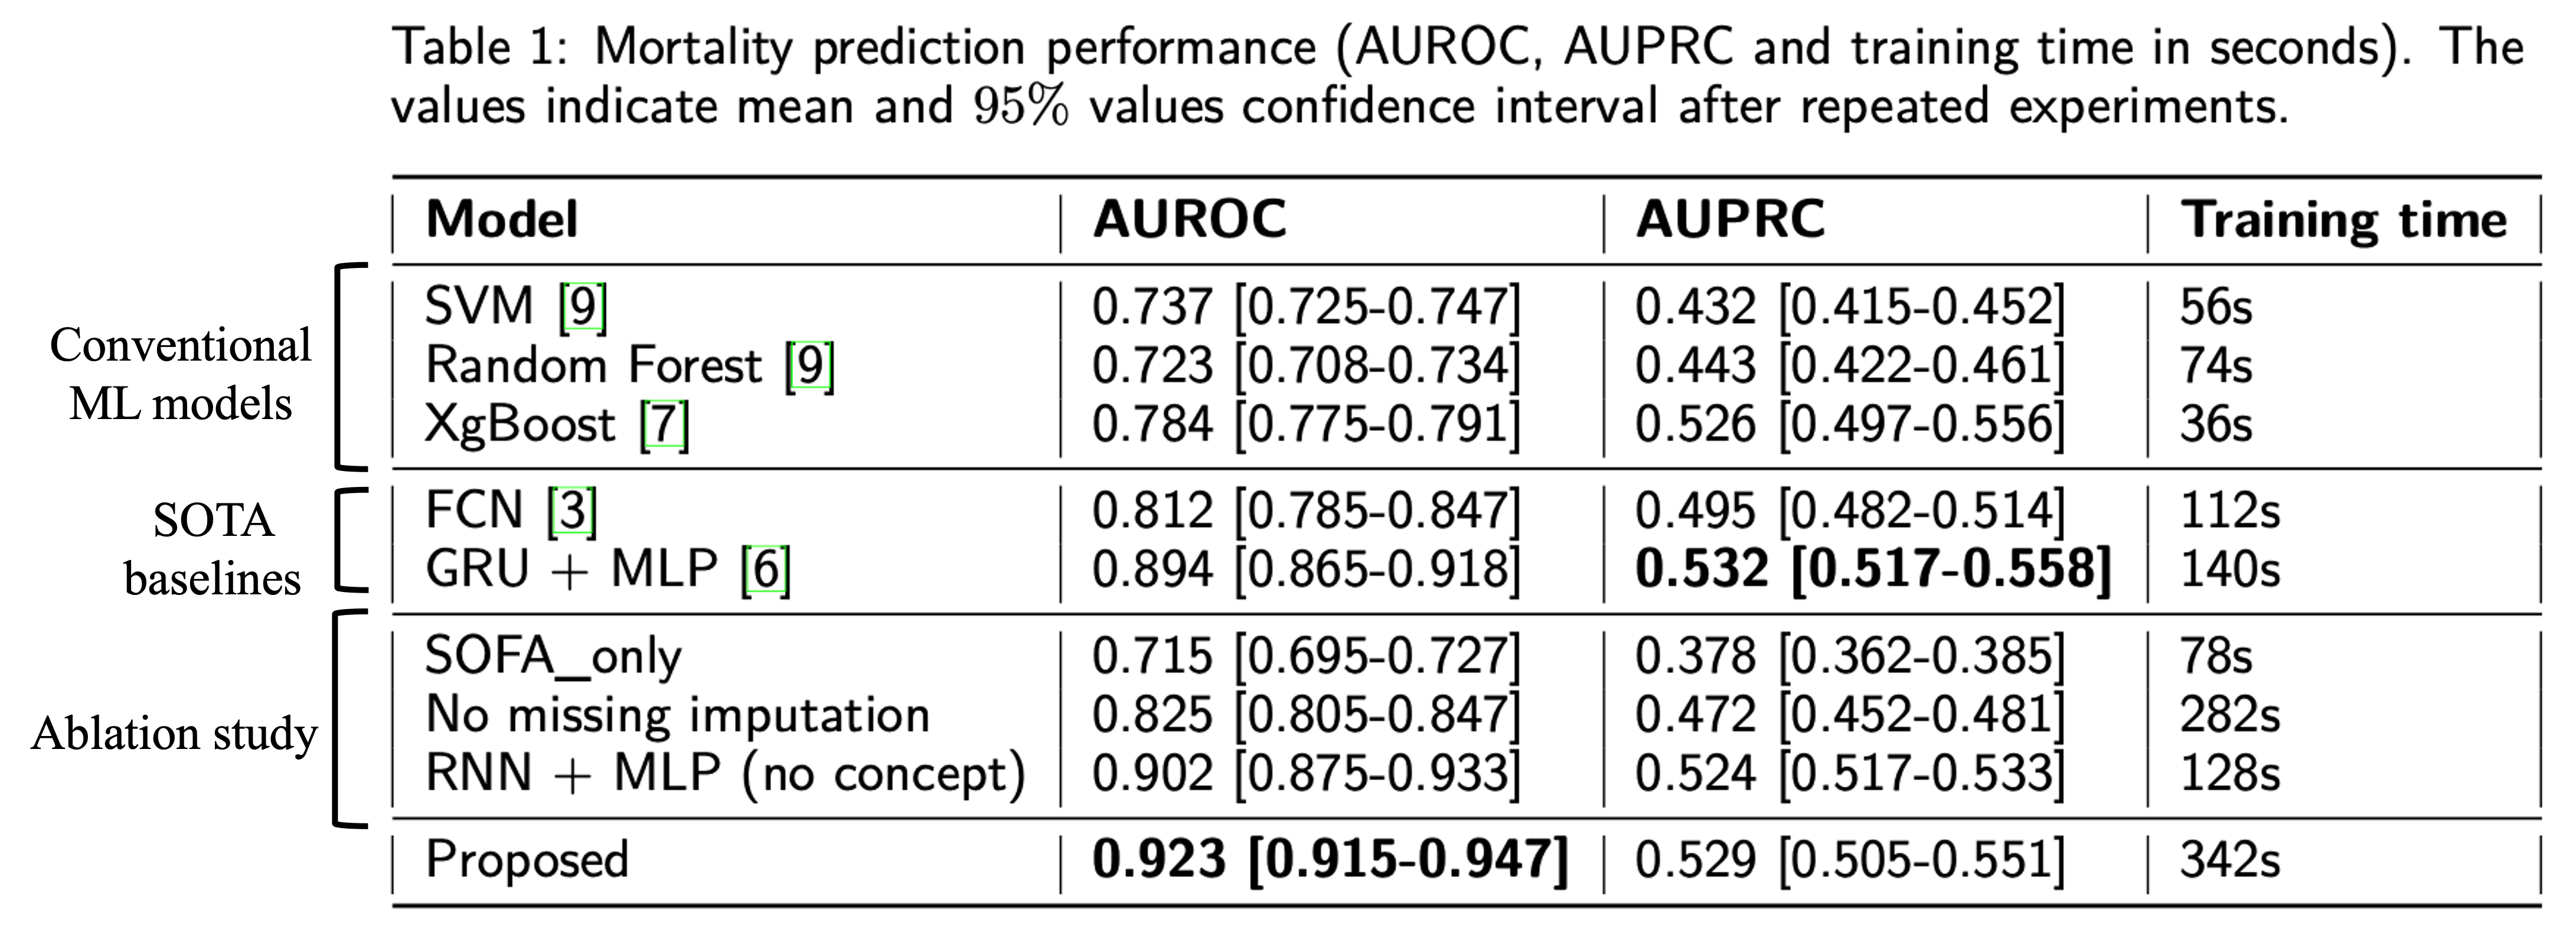 Table 1: Mortality prediction performance (AUROC, AUPRC and training time in seconds). The
values indicate mean and 95% values confidence interval after repeated experiments.
Model AUROC AUPRC Training time
Conventional
ML models
SVM [9] 0.737 [0.725-0.747] 0.432 [0.415-0.452] 56s
Random Forest [9] 0.723 [0.708-0.734] 0.443 [0.422-0.461] 74s
XgBoost [7] 0.784 [0.775-0.791] 0.526 [0.497-0.556] 36s
SOTA
baselines
FCN [3] 0.812 [0.785-0.847] 0.495 [0.482-0.514] 112s
GRU + MLP [6] 0.894 [0.865-0.918] 0.532 [0.517-0.558] 140s
Ablation study
SOFA_only 0.715 [0.695-0.727] 0.378 [0.362-0.385] 78s
No missing imputation 0.825 [0.805-0.847] 0.472 [0.452-0.481] 282s
RNN + MLP (no concept) 0.902 [0.875-0.933] 0.524 [0.517-0.533] 128s
Proposed 0.923 [0.915-0.947] 0.529 [0.505-0.551] 342s